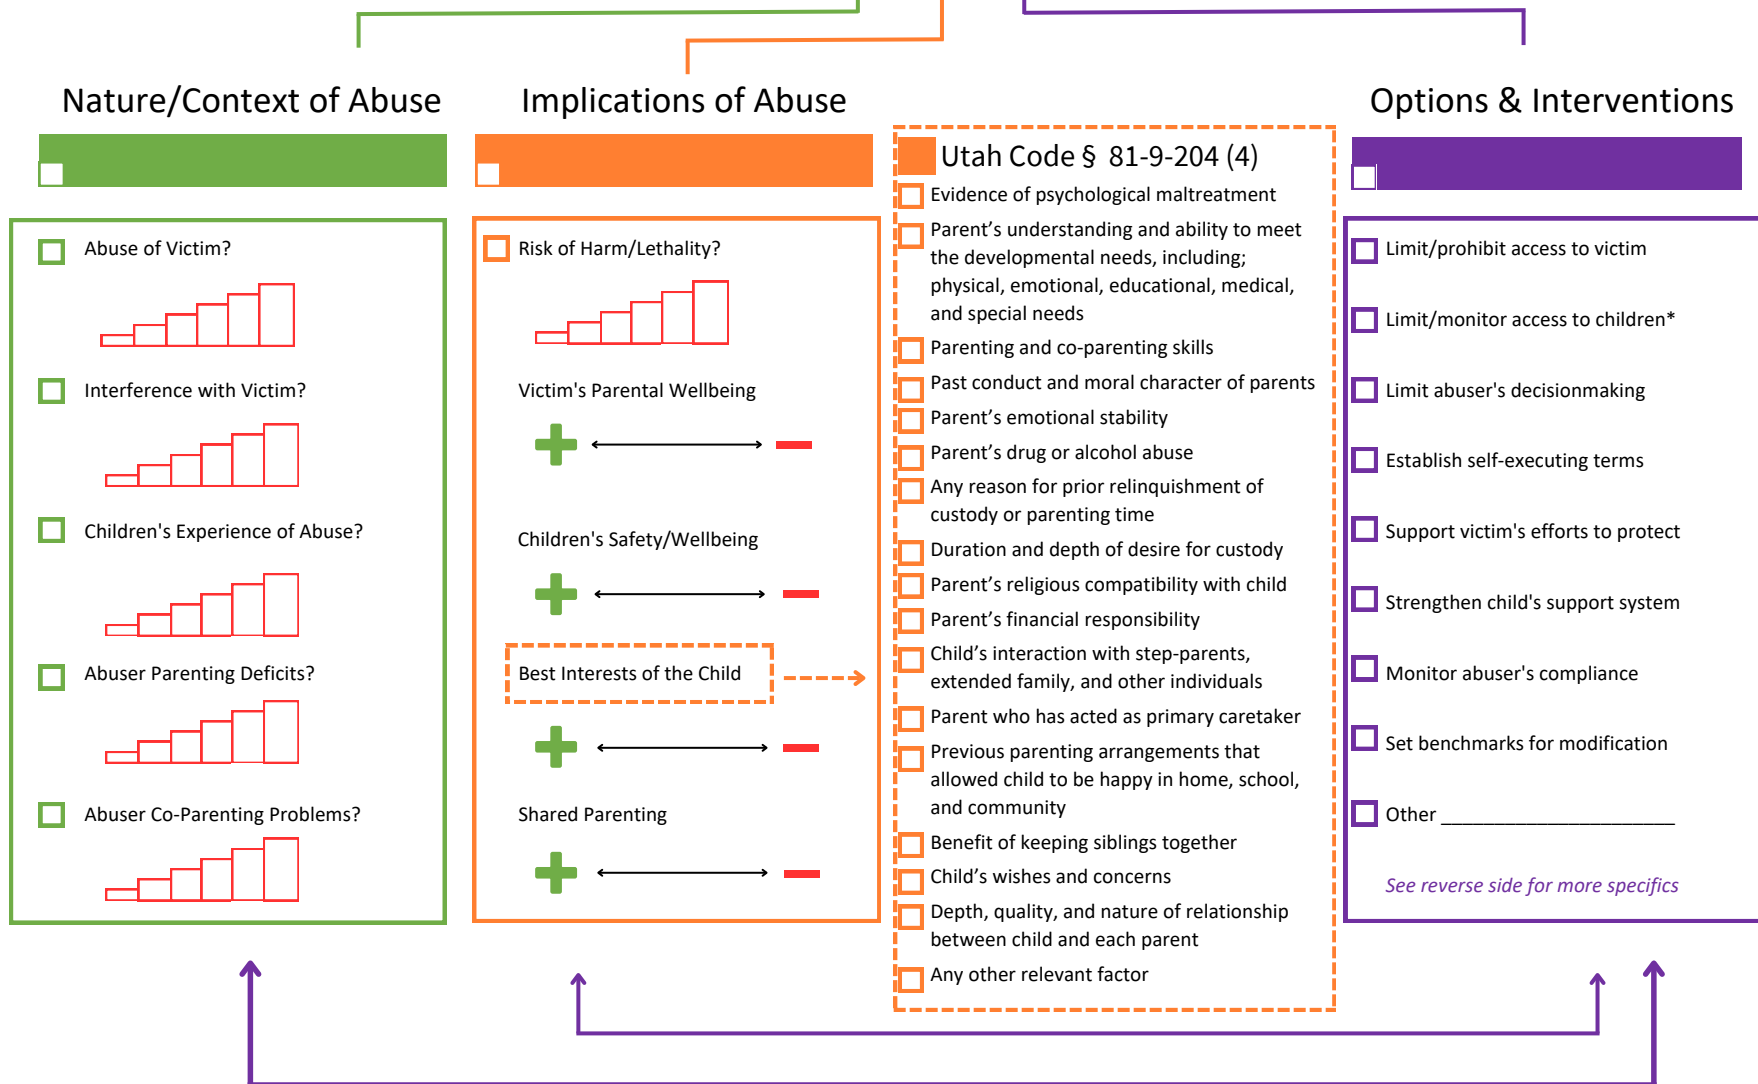 Nature/Context of Abuse
Abuse of Victim?
Interference with Victim?
Children's Experience of Abuse?
Abuser Parenting Deficits?
Abuser Co-Parenting Problems?
Implications of Abuse
Risk of Harm/Lethality?
Victim's Parental Wellbeing
Children's Safety/Wellbeing
Best Interests of the Child
Shared Parenting
Utah Code § 81-9-204 (4)
Evidence of psychological maltreatment
Parent’s understanding and ability to meet
the developmental needs, including;
physical, emotional, educational, medical,
and special needs
Parenting and co-parenting skills
Past conduct and moral character of parents
Parent’s emotional stability
Parent’s drug or alcohol abuse
Any reason for prior relinquishment of
custody or parenting time
Duration and depth of desire for custody
Parent’s religious compatibility with child
Parent’s financial responsibility
Child’s interaction with step-parents,
extended family, and other individuals
Parent who has acted as primary caretaker
Previous parenting arrangements that
allowed child to be happy in home, school,
and community
Benefit of keeping siblings together
Child’s wishes and concerns
Depth, quality, and nature of relationship
between child and each parent
Any other relevant factor
Options & Interventions
Limit/prohibit access to victim
Limit/monitor access to children*
Limit abuser's decisionmaking
Establish self-executing terms
Support victim's efforts to protect
Strengthen child's support system
Monitor abuser's compliance
Set benchmarks for modification
Other ______________________
See reverse side for more specifics